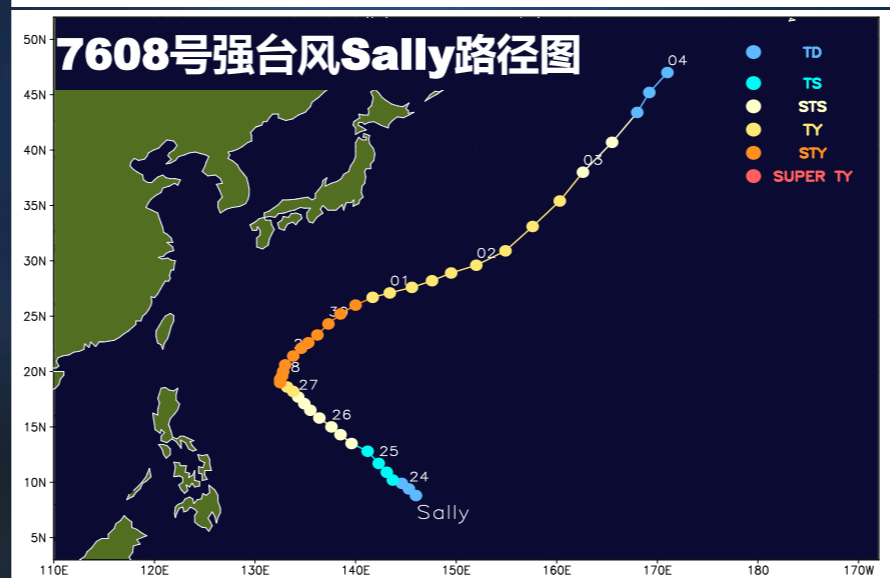 7608号强台风Sally路径图
50N
45N
40N
35N
30N
25N
20N
15N
10N
5N
TD
TS
STS
TY
STY
SUPER TY
04
03
02
01
27
26
25
24
Sally
110E 120E 130E 140E 150E 160E 170E 180 170W